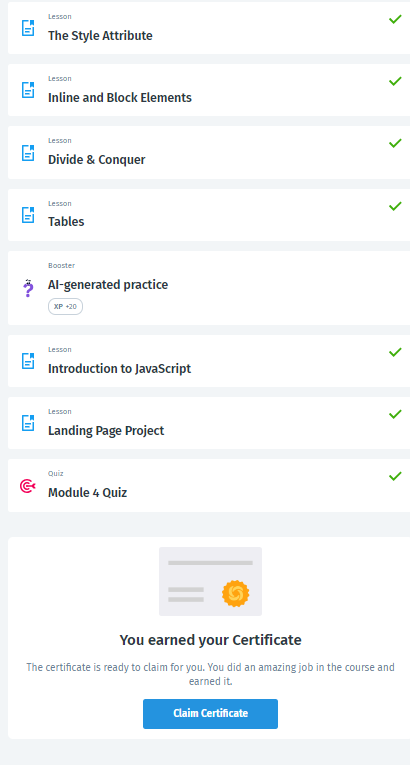 Lesson
The Style Attribute
Lesson
Inline and Block Elements
Lesson
Divide & Conquer
Lesson
Tables
Booster
AI-generated practice
XP +20
Lesson
Introduction to JavaScript
Lesson
Landing Page Project
Quiz
Module 4 Quiz
You earned your Certificate
The certificate is ready to claim for you. You did an amazing job in the course and
earned it.
Claim Certificate